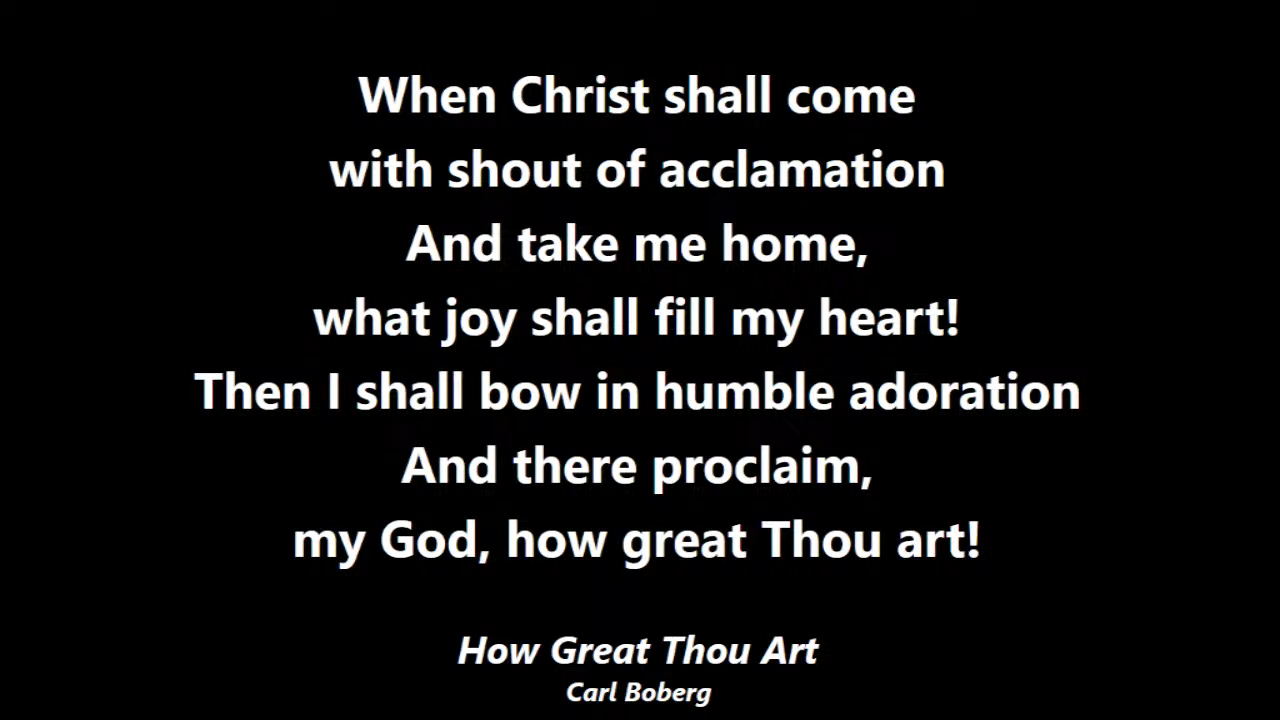 When Christ shall come
with shout of acclamation
And take me home,
what joy shall fill my heart!
Then I shall bow in humble adoration
And there proclaim,
my God, how great Thou art!
How Great Thou Art
Carl Boberg